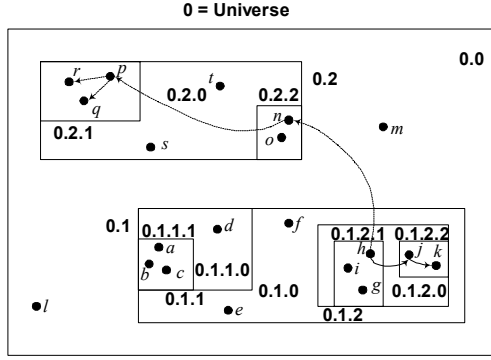 0 = Universe
0.0
r p t 0.2
q 0.2.0 0.2.2
n
0.2.1 o m
s
0.1 0.1.1.1 d f 0.1.2.1 0.1.2.2
a h j k
b c 0.1.1.0 i
g 0.1.2.0
0.1.1 0.1.0
l e 0.1.2